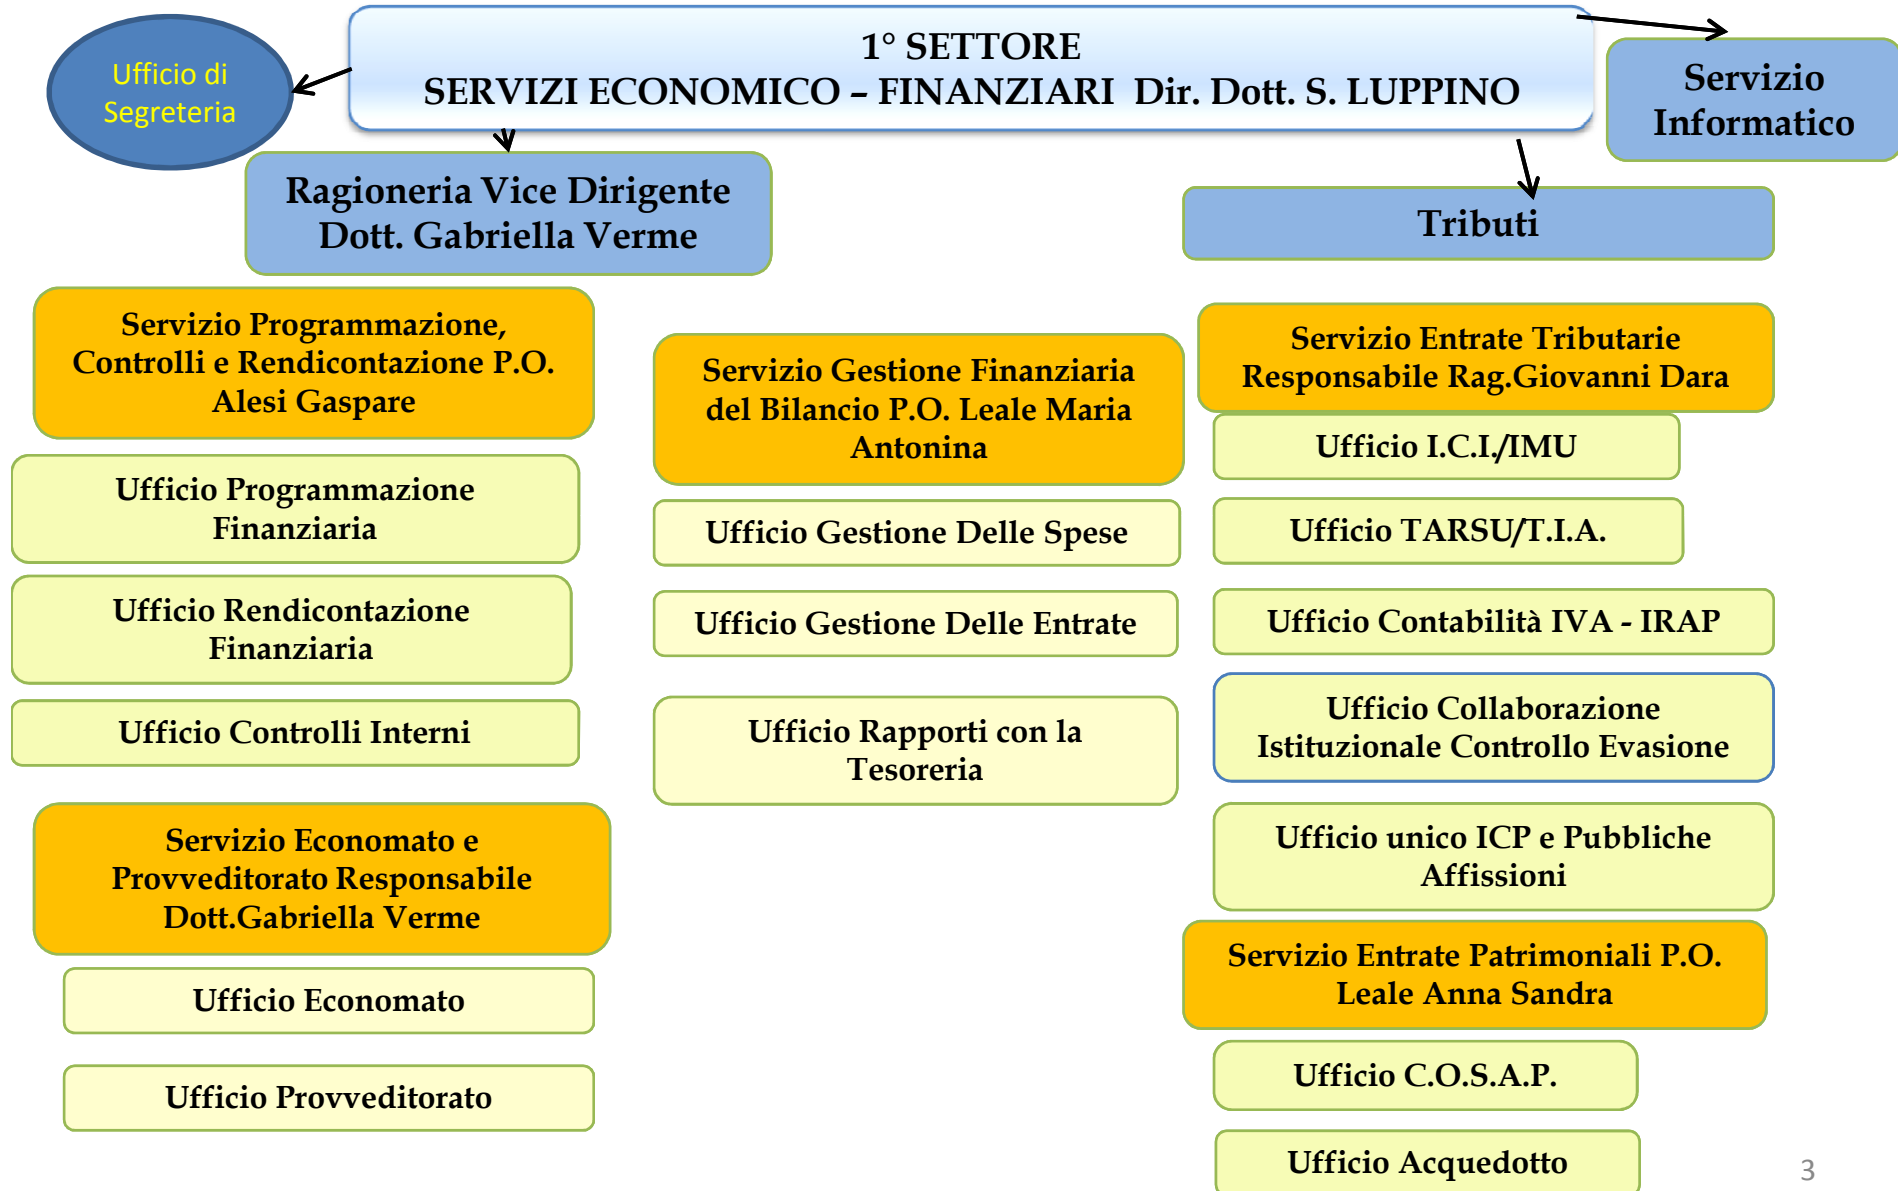 1° SETTORE
SERVIZI ECONOMICO – FINANZIARI Dir. Dott. S. LUPPINO
Ufficio di
Segreteria
Servizio
Informatico
Ragioneria Vice Dirigente
Dott. Gabriella Verme
Tributi
Servizio Programmazione,
Controlli e Rendicontazione P.O.
Alesi Gaspare
Ufficio Programmazione
Finanziaria
Ufficio Rendicontazione
Finanziaria
Ufficio Controlli Interni
Servizio Economato e
Provveditorato Responsabile
Dott.Gabriella Verme
Ufficio Economato
Ufficio Provveditorato
Servizio Gestione Finanziaria
del Bilancio P.O. Leale Maria
Antonina
Ufficio Gestione Delle Spese
Ufficio Gestione Delle Entrate
Ufficio Rapporti con la
Tesoreria
Servizio Entrate Tributarie
Responsabile Rag.Giovanni Dara
Ufficio I.C.I./IMU
Ufficio TARSU/T.I.A.
Ufficio Contabilità IVA - IRAP
Ufficio Collaborazione
Istituzionale Controllo Evasione
Ufficio unico ICP e Pubbliche
Affissioni
Servizio Entrate Patrimoniali P.O.
Leale Anna Sandra
Ufficio C.O.S.A.P.
Ufficio Acquedotto
3